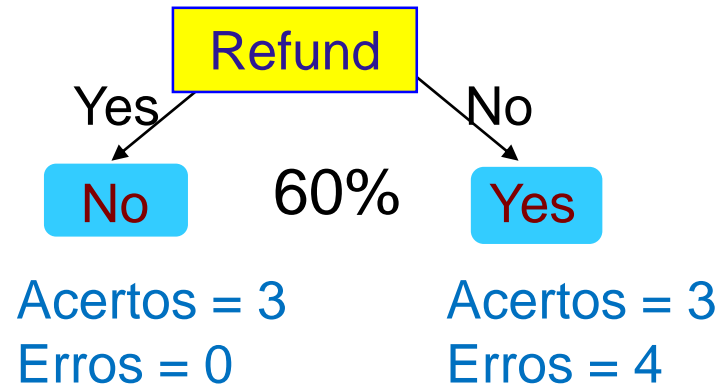 Refund
Yes
No
No
60%
Yes
Acertos = 3
Erros = 0
Acertos = 3
Erros = 4